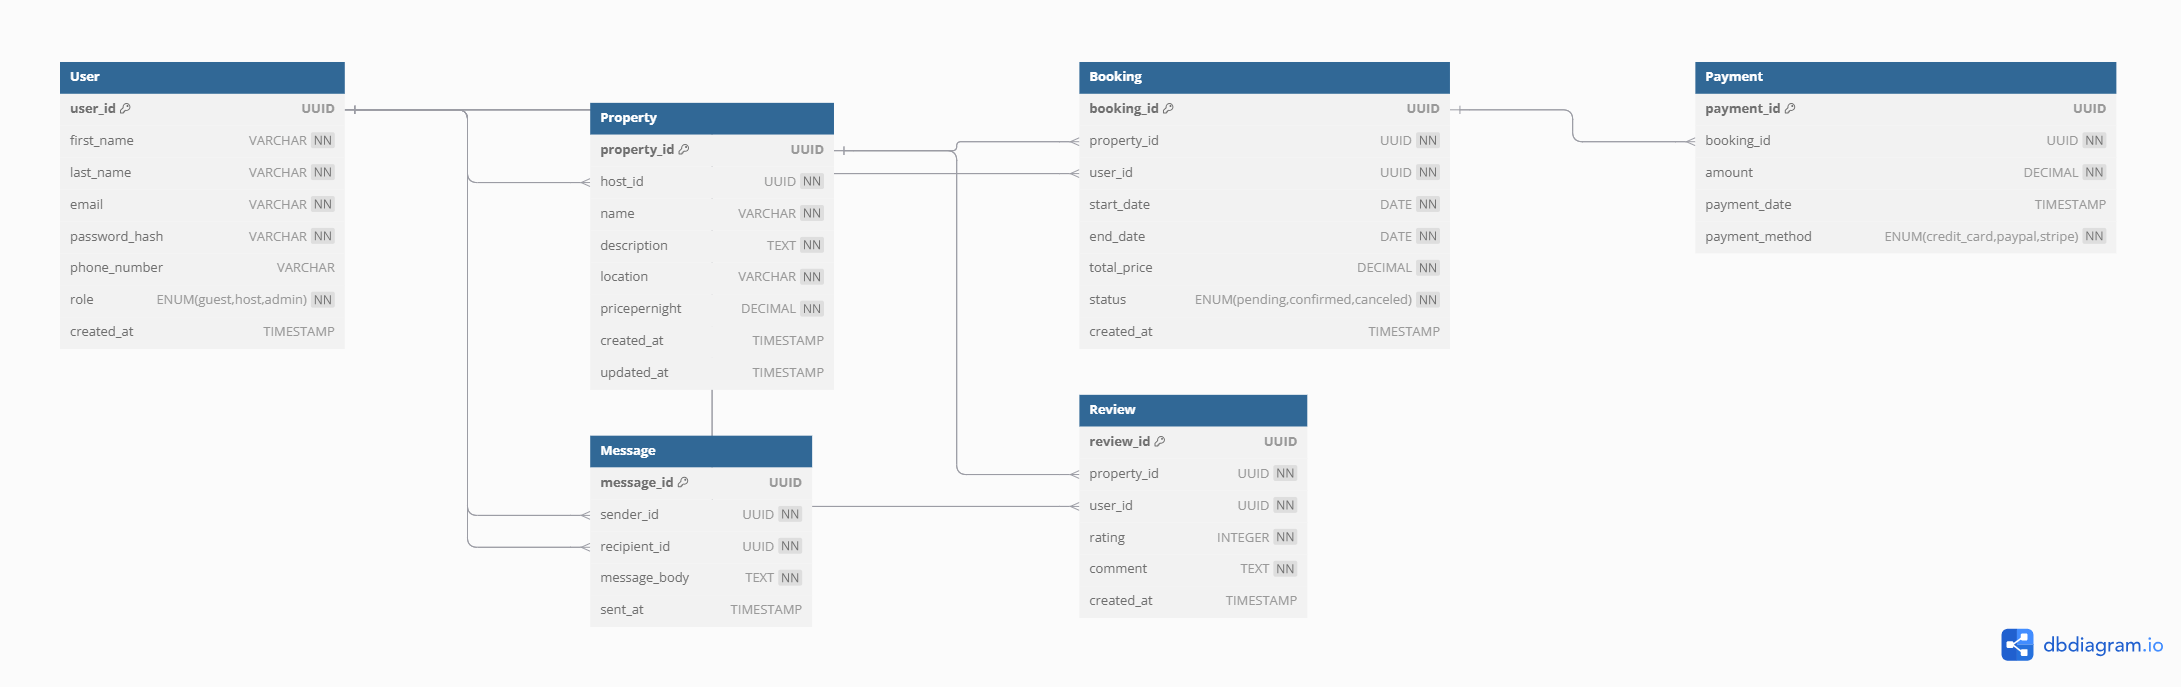 User
user_id UUID
first_name VARCHAR NN
last_name VARCHAR NN
email VARCHAR NN
password_hash VARCHAR NN
phone_number VARCHAR
role ENUM(guest,host,admin) NN
created_at TIMESTAMP
Property
property_id UUID
host_id UUID NN
name VARCHAR NN
description TEXT NN
location VARCHAR NN
pricepernight DECIMAL NN
created_at TIMESTAMP
updated_at TIMESTAMP
Message
message_id UUID
sender_id UUID NN
recipient_id UUID NN
message_body TEXT NN
sent_at TIMESTAMP
Booking
booking_id UUID
property_id UUID NN
user_id UUID NN
start_date DATE NN
end_date DATE NN
total_price DECIMAL NN
status ENUM(pending,confirmed,canceled) NN
created_at TIMESTAMP
Review
review_id UUID
property_id UUID NN
user_id UUID NN
rating INTEGER NN
comment TEXT NN
created_at TIMESTAMP
Payment
payment_id UUID
booking_id UUID NN
amount DECIMAL NN
payment_date TIMESTAMP
payment_method ENUM(credit_card,paypal,stripe) NN
dbdiagram.io